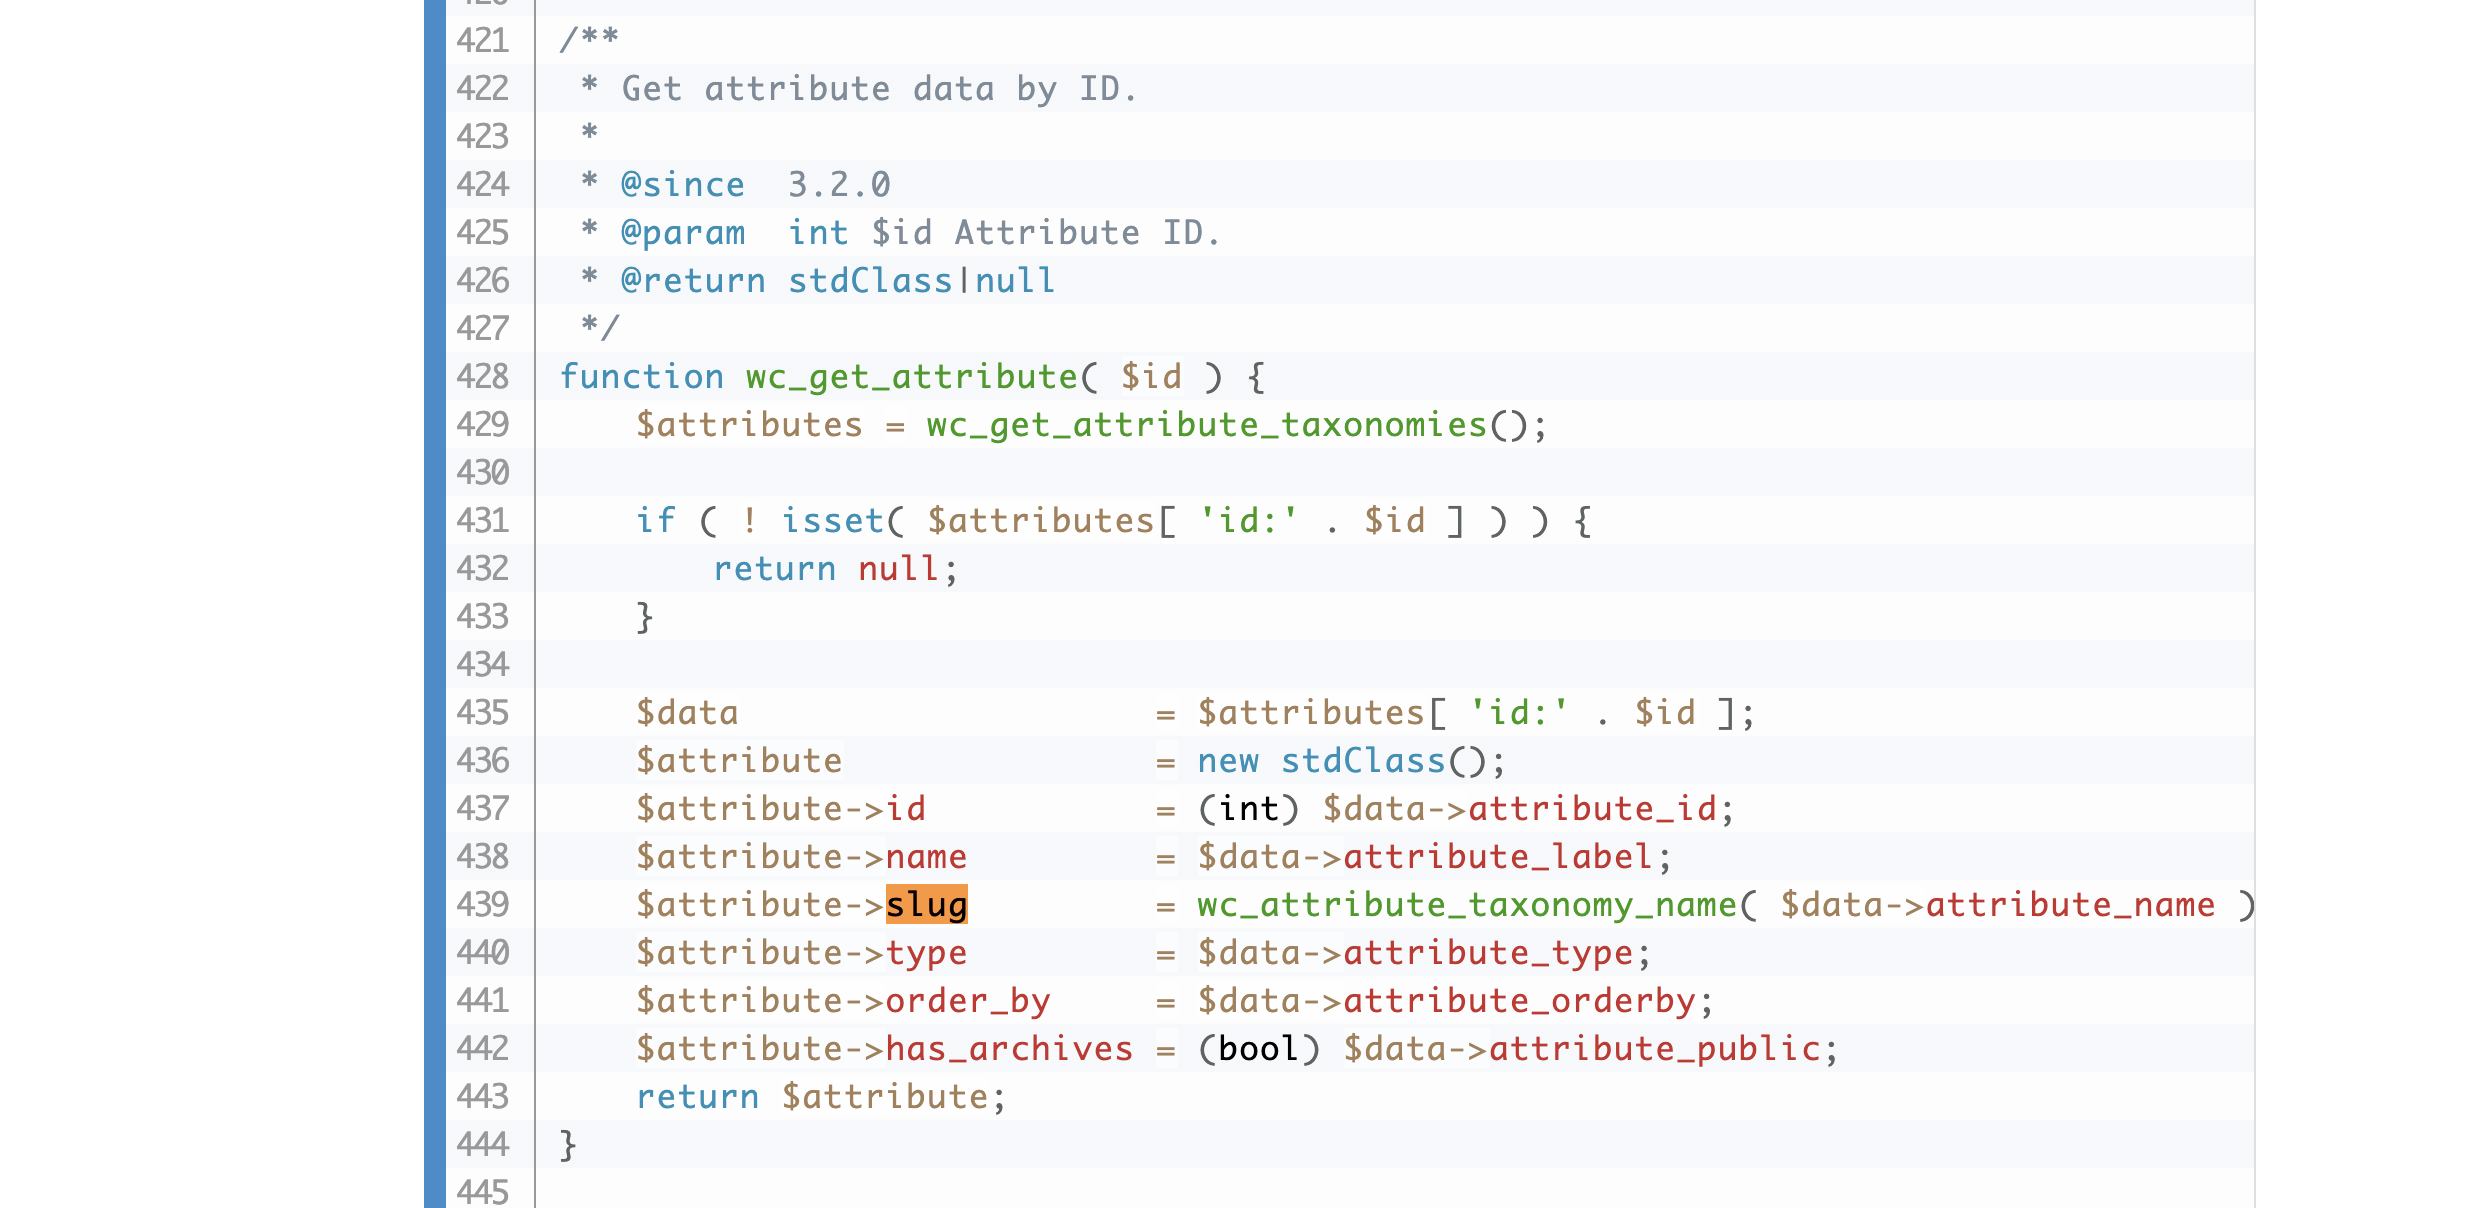 421 /**
422  * Get attribute data by ID.
423  *
424  * @since  3.2.0
425  * @param  int $id Attribute ID.
426  * @return stdClass|null
427  */
428 function wc_get_attribute( $id ) {
429     $attributes = wc_get_attribute_taxonomies();
430
431     if ( ! isset( $attributes[ 'id:' . $id ] ) ) {
432         return null;
433     }
434
435     $data                    = $attributes[ 'id:' . $id ];
436     $attribute               = new stdClass();
437     $attribute->id           = (int) $data->attribute_id;
438     $attribute->name         = $data->attribute_label;
439     $attribute->slug         = wc_attribute_taxonomy_name( $data->attribute_name )
440     $attribute->type         = $data->attribute_type;
441     $attribute->order_by     = $data->attribute_orderby;
442     $attribute->has_archives = (bool) $data->attribute_public;
443     return $attribute;
444 }
445